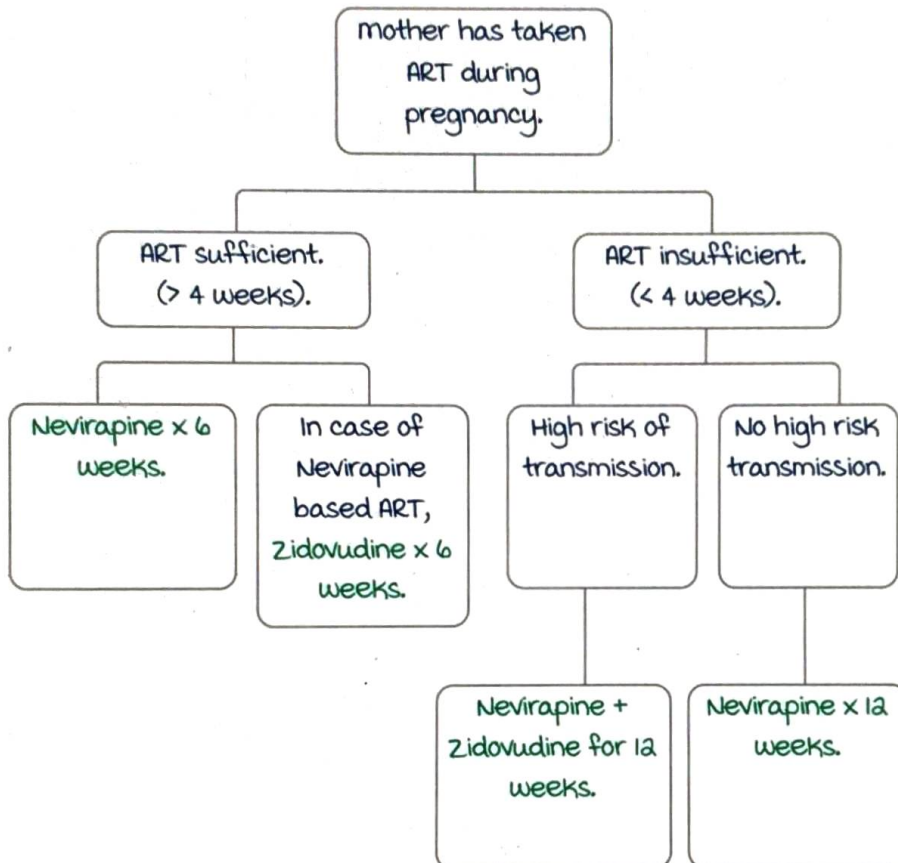 mother has taken
ART during
pregnancy.
ART sufficient.
(> 4 weeks).
ART insufficient.
(< 4 weeks).
Nevirapine x 6
weeks.
In case of
Nevirapine
based ART,
Zidovudine x 6
weeks.
High risk of
transmission.
No high risk
transmission.
Nevirapine +
Zidovudine for 12
weeks.
Nevirapine x 12
weeks.